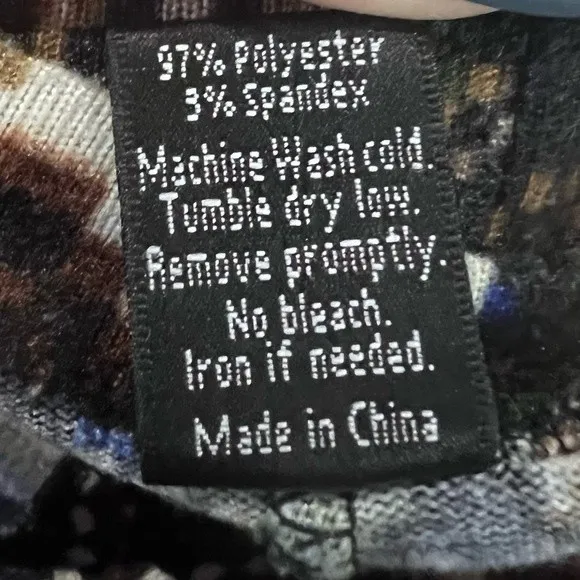 97% Polyester
3% Spandex
Machine Wash cold.
Tumble dry low.
Remove promptly.
No bleach.
Iron if needed.
Made in China